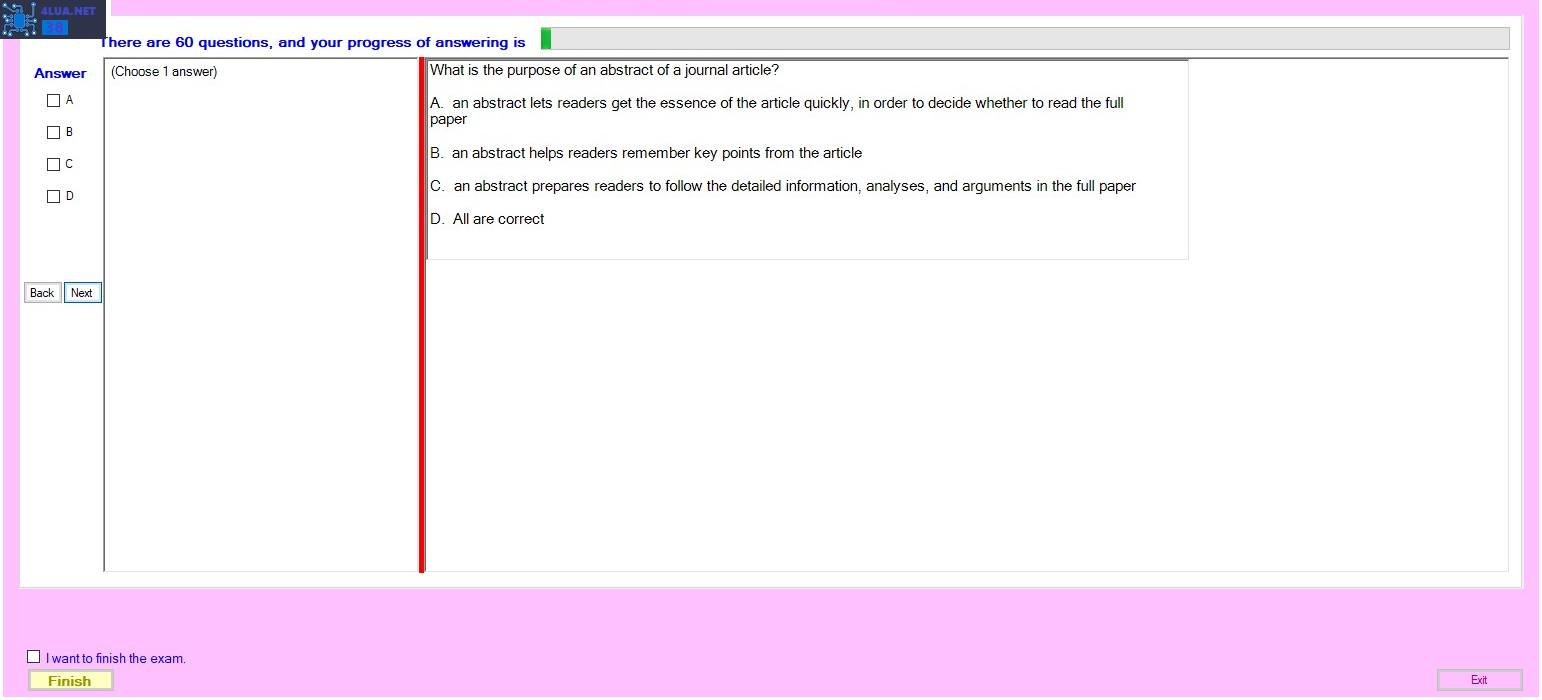 4LUA.NET
38
There are 60 questions, and your progress of answering is
Answer
A
B
C
D
Back Next
(Choose 1 answer)
What is the purpose of an abstract of a journal article?
A. an abstract lets readers get the essence of the article quickly, in order to decide whether to read the full
paper
B. an abstract helps readers remember key points from the article
C. an abstract prepares readers to follow the detailed information, analyses, and arguments in the full paper
D. All are correct
I want to finish the exam.
Finish
Exit